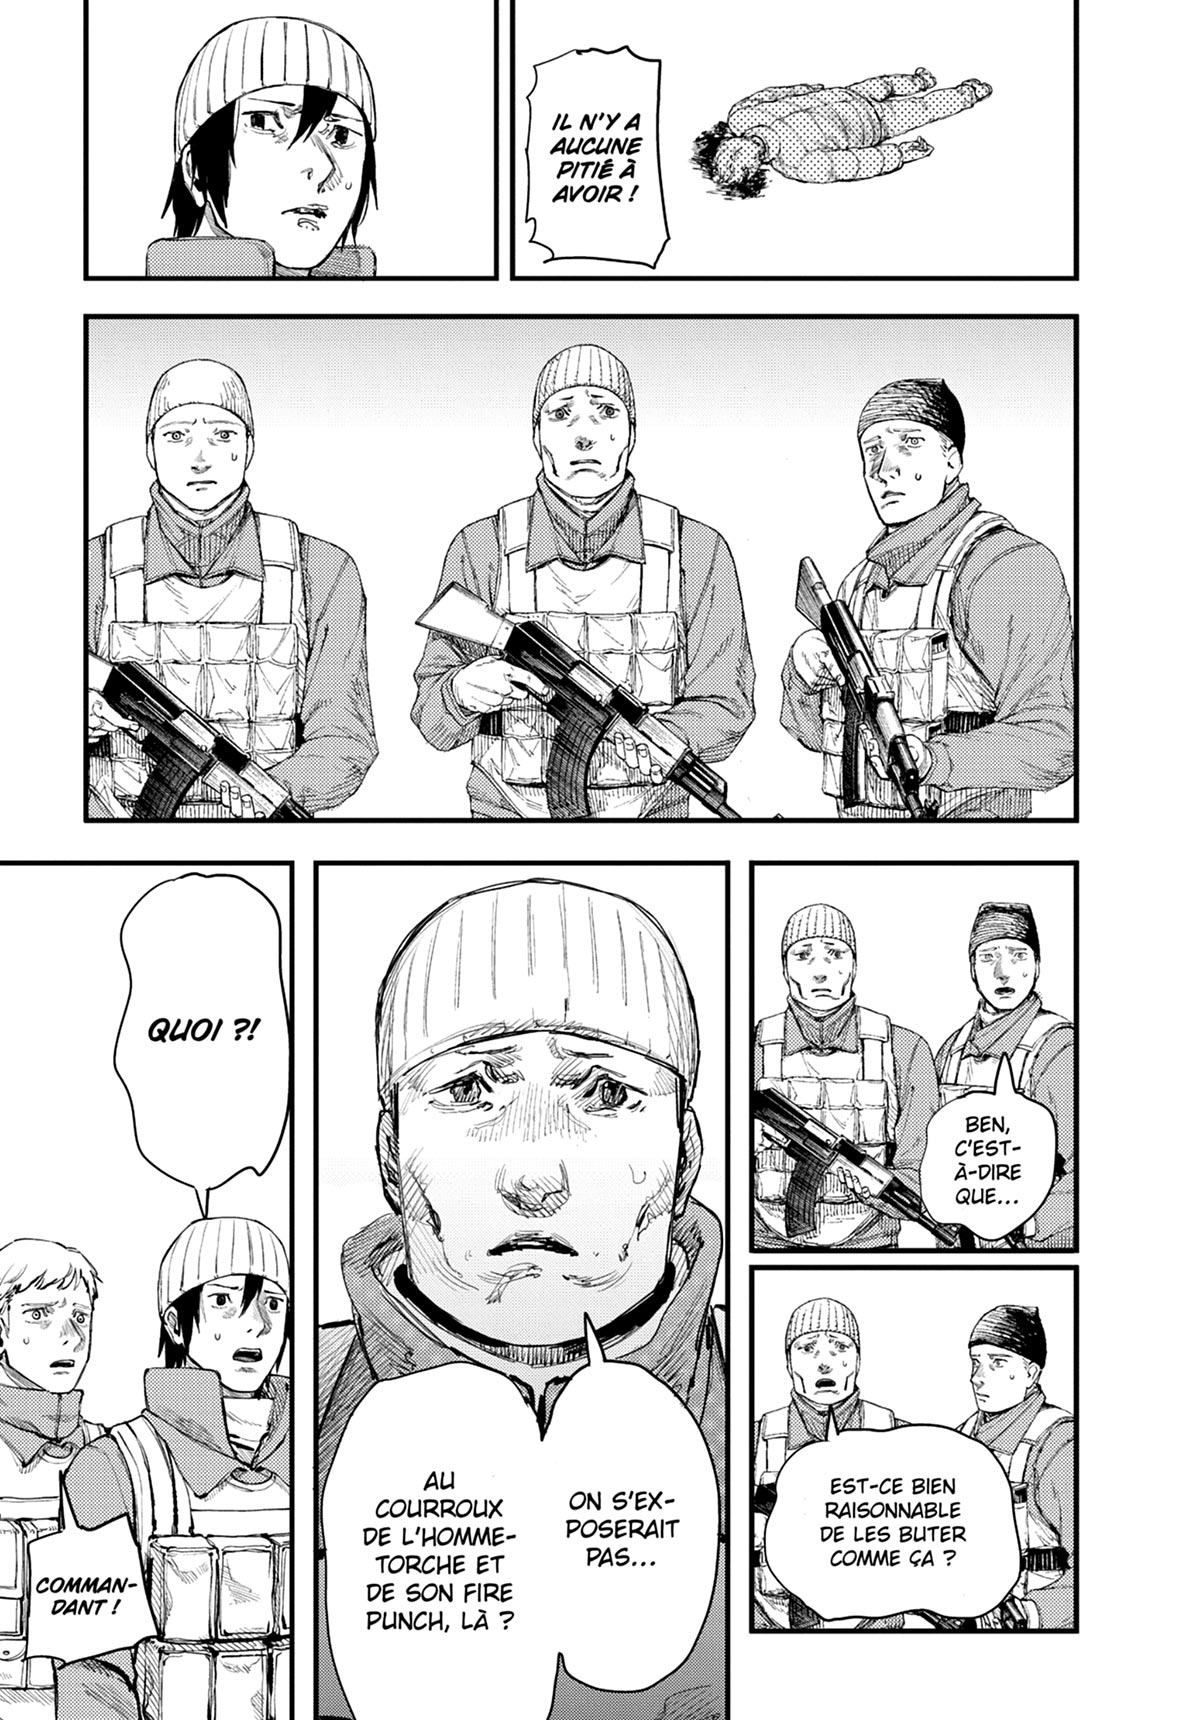 IL N'Y A
AUCUNE
PITIÉ À
AVOIR !
BEN,
C'EST-
À-DIRE
QUE...
EST-CE BIEN
RAISONNABLE
DE LES BUTER
COMME ÇA ?
ON S'EX-
POSERAIT
PAS...
AU
COURROUX
DE L'HOMME-
TORCHE ET
DE SON FIRE
PUNCH, LÀ ?
QUOI ?!
COMMAN-
DANT !